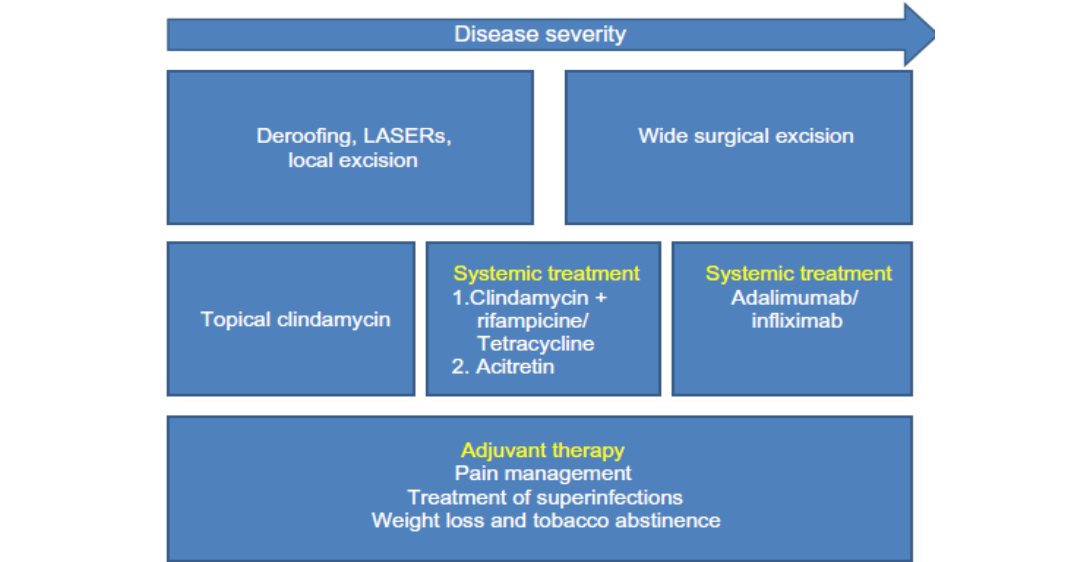 Disease severity
Deroofing, LASERs,
local excision
Wide surgical excision
Topical clindamycin
Systemic treatment
1.Clindamycin +
rifampicine/
Tetracycline
2. Acitretin
Systemic treatment
Adalimumab/
infliximab
Adjuvant therapy
Pain management
Treatment of superinfections
Weight loss and tobacco abstinence